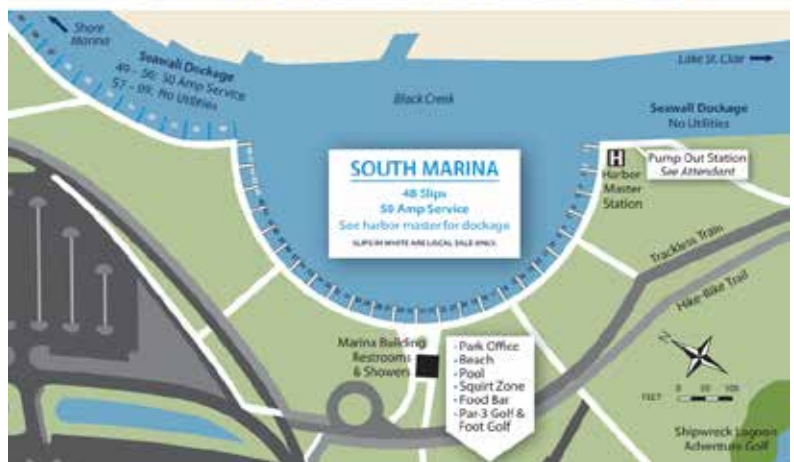 Shore
Marina
Seawall Dockage
49 - 56: 50 Amp Service
57 - 69: No Utilities
Black Creek
Lake St. Clair
Seawall Dockage
No Utilities
SOUTH MARINA
48 Slips
50 Amp Service
See harbor master for dockage
SLIPS IN WHITE ARE LOCAL SALE ONLY.
H
Harbor
Master
Station
Pump Out Station
See Attendant
Trackless Train
Hike-Bike Trail
Marina Building
Restrooms
& Showers
- Park Office
- Beach
- Pool
- Squirt Zone
- Food Bar
- Par-3 Golf &
Foot Golf
N
FEET 0 50 100
Shipwreck Lagoon
Adventure Golf